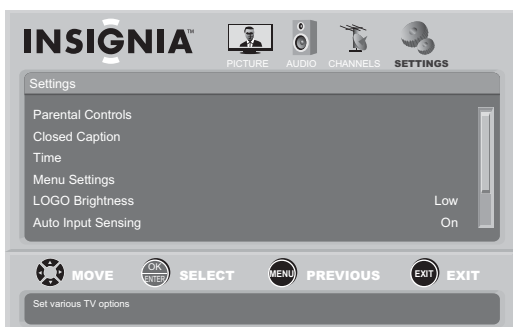 INSIGNIA™
PICTURE AUDIO CHANNELS SETTINGS
Settings
Parental Controls
Closed Caption
Time
Menu Settings
LOGO Brightness Low
Auto Input Sensing On
MOVE OK ENTER SELECT MENU PREVIOUS EXIT EXIT
Set various TV options